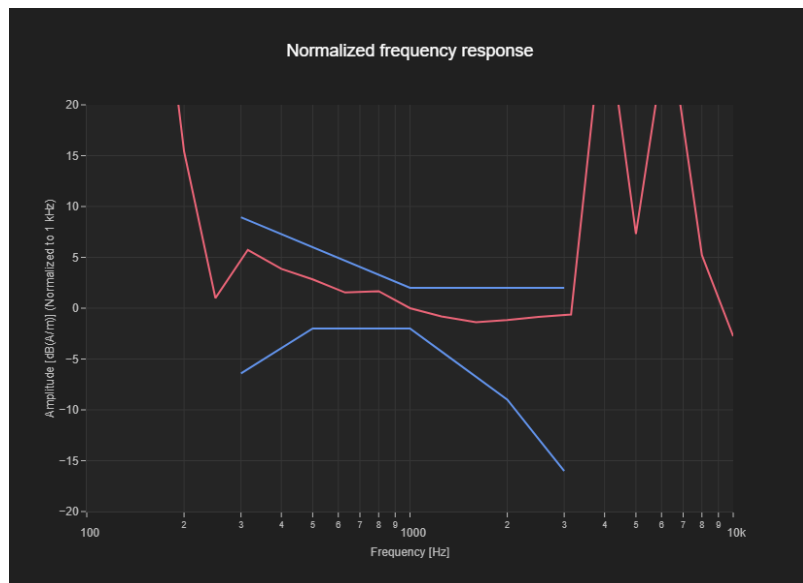 Normalized frequency response
Amplitude [dB(A/m)] (Normalized to 1 kHz)
20
15
10
5
0
−5
−10
−15
−20
100 2 3 4 5 6 7 8 9 1000 2 3 4 5 6 7 8 9 10k
Frequency [Hz]